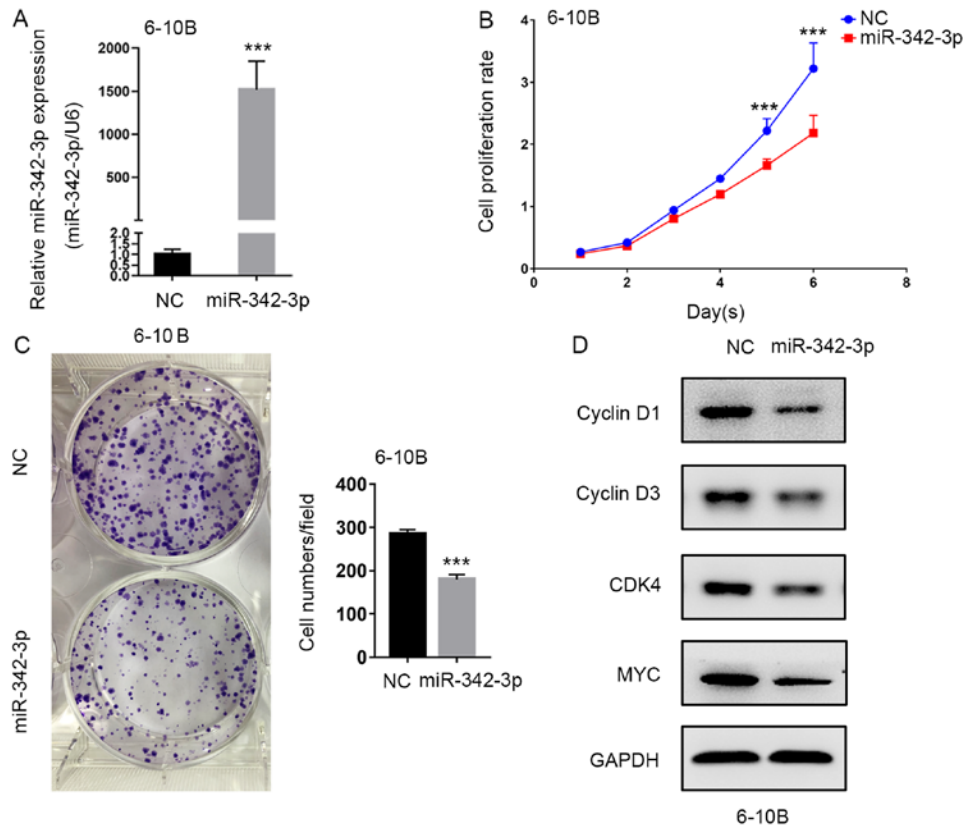 A
6-10B
Relative miR-342-3p expression
(miR-342-3p/U6)
2000
1500
1000
500
2.0
1.5
1.0
0.5
0.0
***
NC
miR-342-3p
B
6-10B
NC
miR-342-3p
Cell proliferation rate
4
3
2
1
0
***
***
0
2
4
6
8
Day(s)
C
6-10 B
NC
miR-342-3p
6-10B
Cell numbers/field
400
300
200
100
0
***
NC
miR-342-3p
D
NC
miR-342-3p
Cyclin D1
Cyclin D3
CDK4
MYC
GAPDH
6-10B